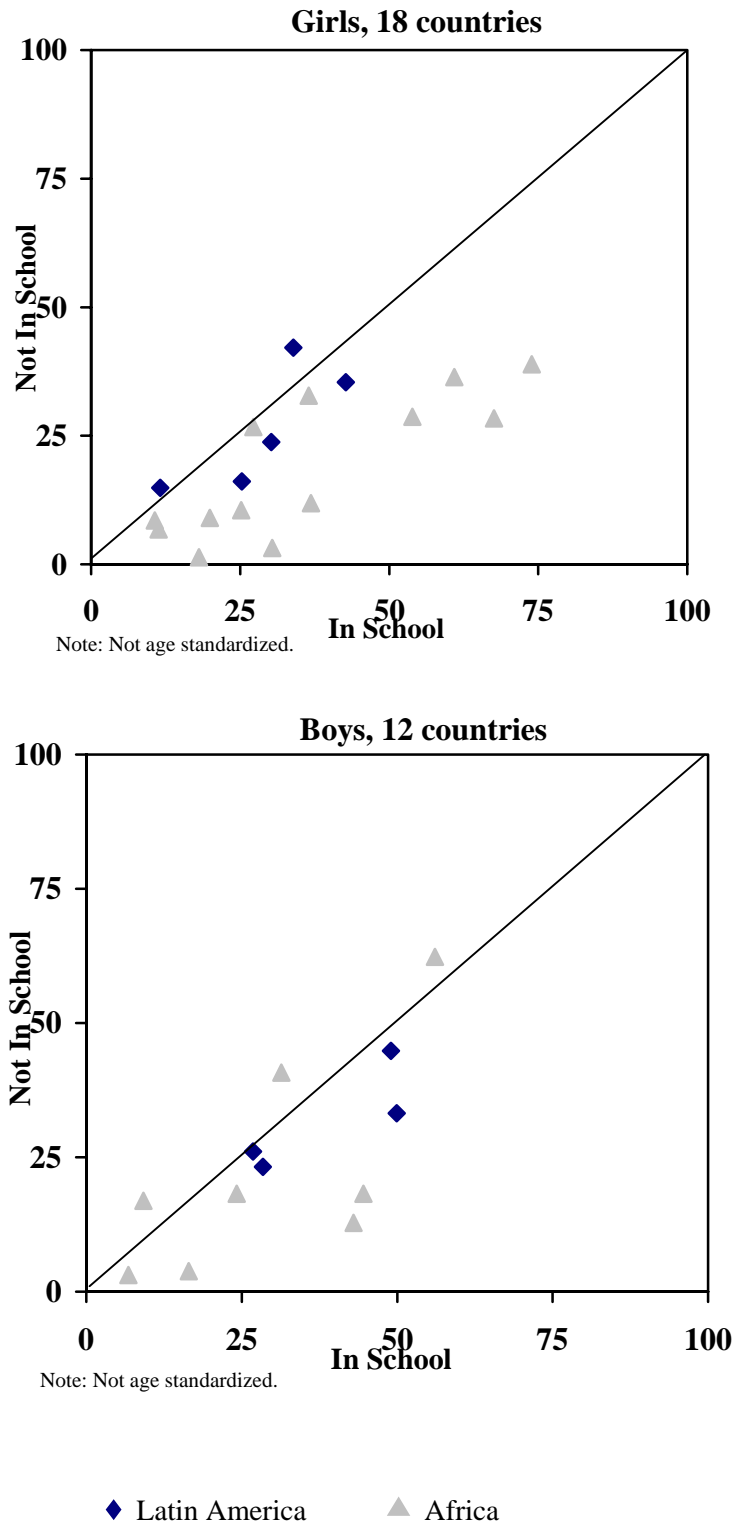 Girls, 18 countries
100
75
50
25
0
Not In School
0 25 50 75 100
In School
Note: Not age standardized.
Boys, 12 countries
100
75
50
25
0
Not In School
0 25 50 75 100
In School
Note: Not age standardized.
Latin America Africa